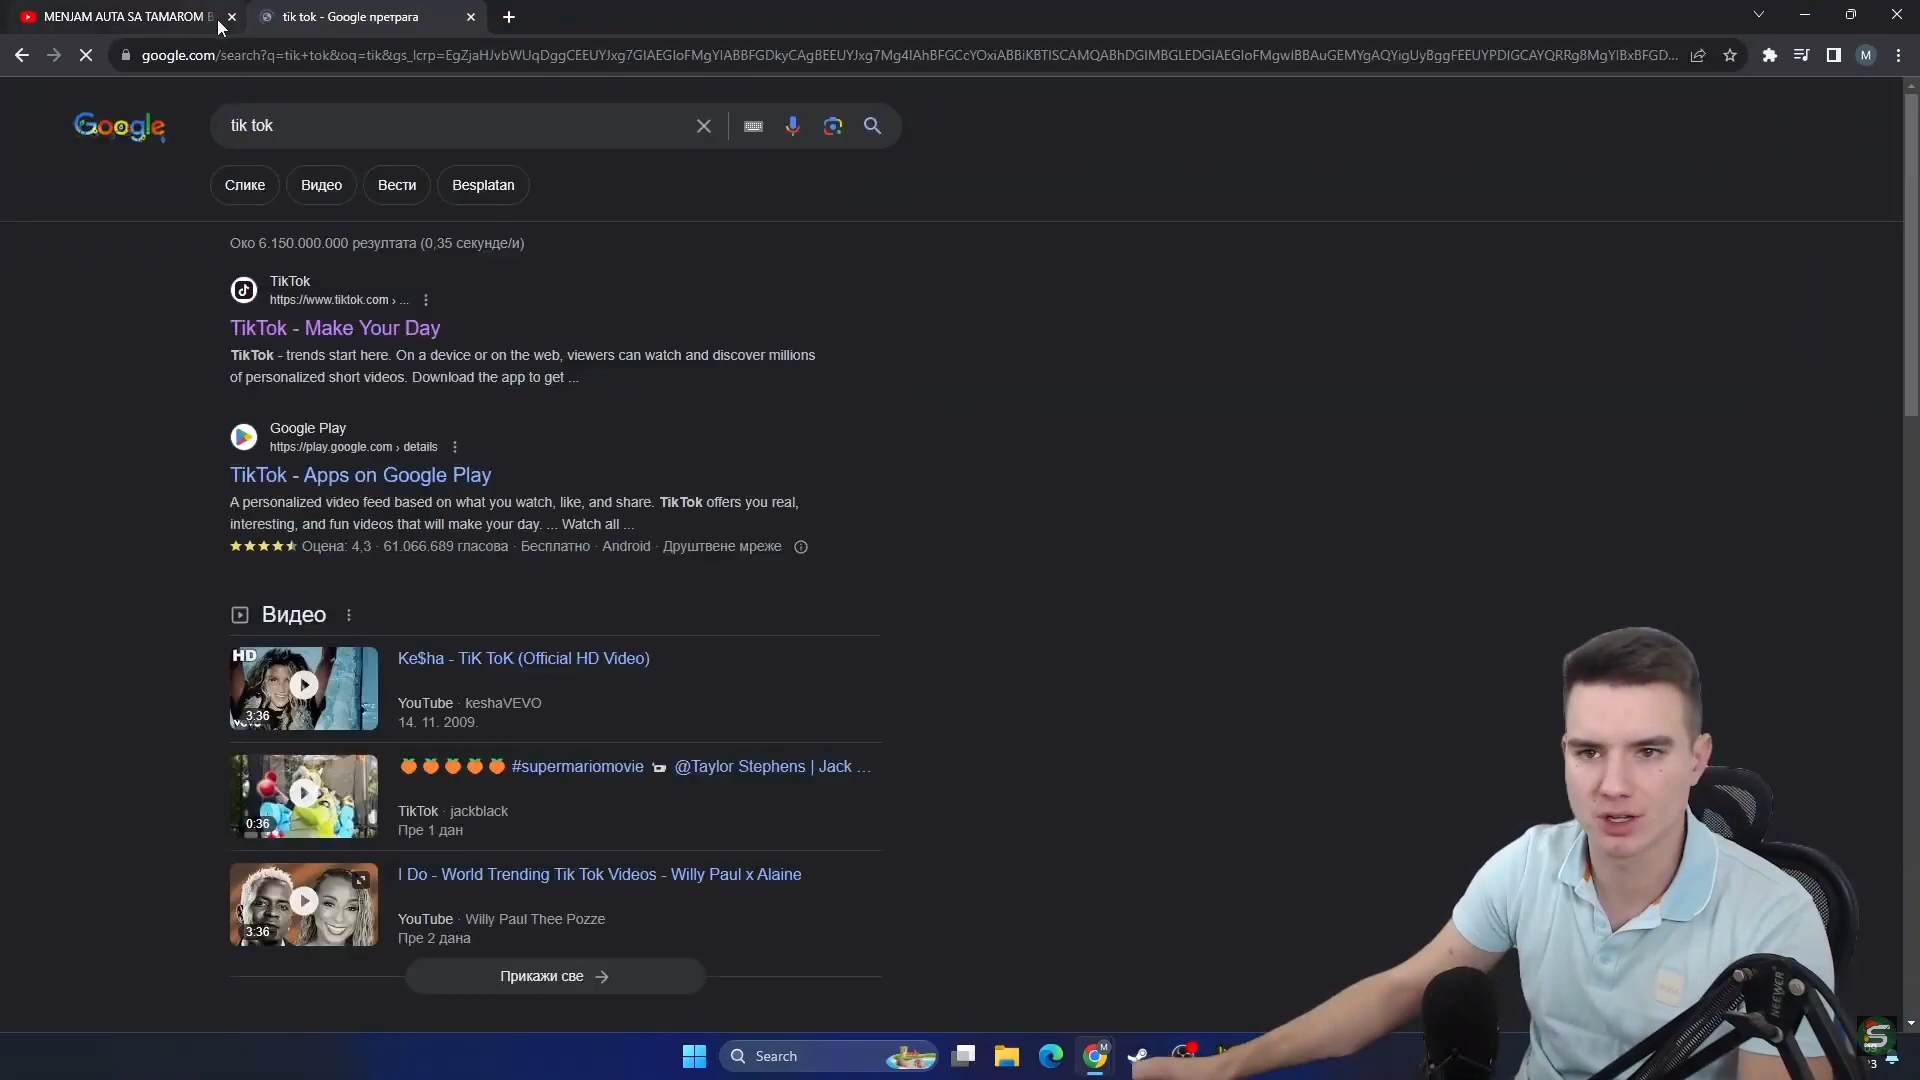 MENJAM AUTA SA TAMAROM
tik tok - Google претрага
google.com/search?q=tik+tok&oq=tik&gs_lcrp=
M
Google
tik tok
Слике
Видео
Вести
Besplatan
Око 6.150.000.000 резултата (0,35 секунде/и)
TikTok
https://www.tiktok.com › ...
TikTok - Make Your Day
TikTok - trends start here. On a device or on the web, viewers can watch and discover millions
of personalized short videos. Download the app to get ...
Google Play
https://play.google.com › details
TikTok - Apps on Google Play
A personalized video feed based on what you watch, like, and share. TikTok offers you real,
interesting, and fun videos that will make your day. ... Watch all ...
Оцена: 4,3 · 61.066.689 гласова · Бесплатно · Android · Друштвене мреже
Видео
HD
3:36
Ke$ha - TiK ToK (Official HD Video)
YouTube · keshaVEVO
14. 11. 2009.
0:36
#supermariomovie @Taylor Stephens | Jack ...
TikTok · jackblack
Пре 1 дан
3:36
I Do - World Trending Tik Tok Videos - Willy Paul x Alaine
YouTube · Willy Paul Thee Pozze
Пре 2 дана
Прикажи све
NEEWER
Search
M